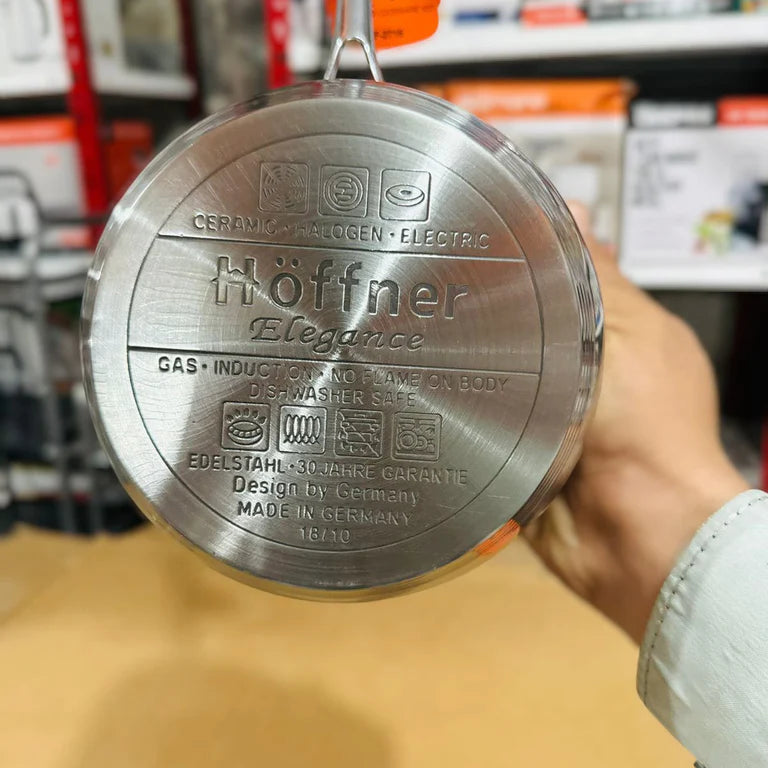 CERAMIC • HALOGEN • ELECTRIC
Höffner
Elegance
GAS • INDUCTION • NO FLAME ON BODY
DISHWASHER SAFE
EDELSTAHL • 30 JAHRE GARANTIE
Design by Germany
MADE IN GERMANY
18/10